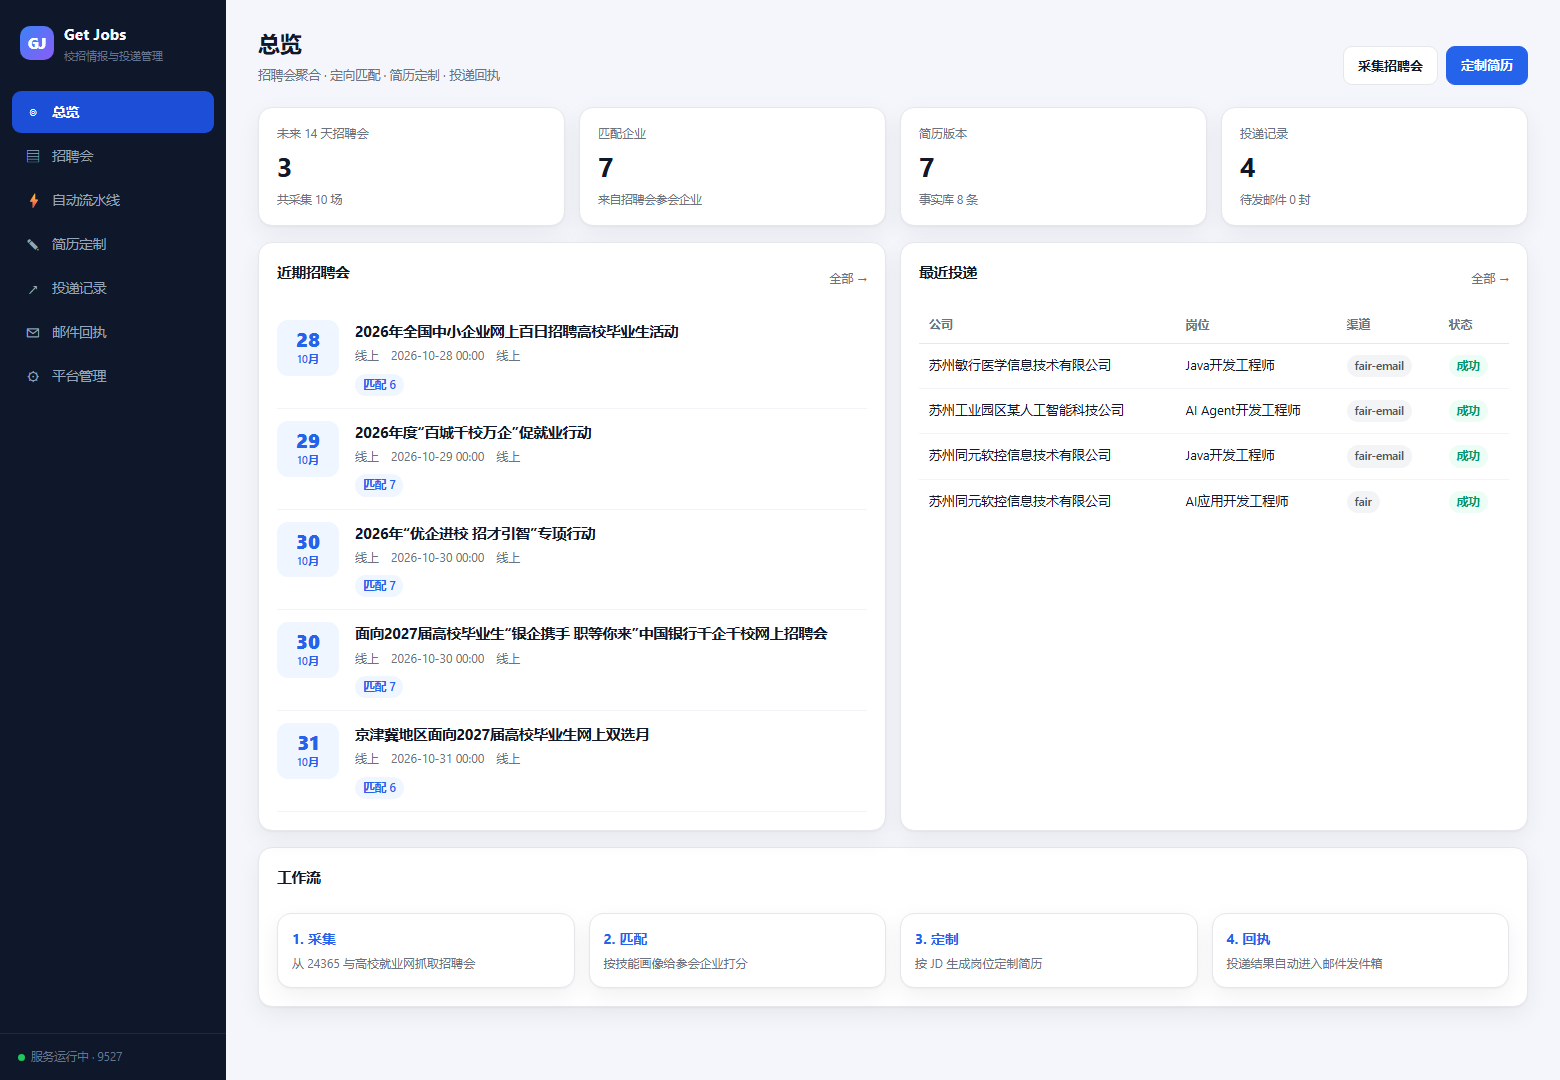 GJ
Get Jobs
校招情报与投递管理
总览
招聘会
自动流水线
简历定制
投递记录
邮件回执
平台管理
服务运行中 · 9527
总览
招聘会聚合 · 定向匹配 · 简历定制 · 投递回执
采集招聘会
定制简历
未来 14 天招聘会
3
共采集 10 场
匹配企业
7
来自招聘会参会企业
简历版本
7
事实库 8 条
投递记录
4
待发邮件 0 封
近期招聘会
全部 →
28
10月
2026年全国中小企业网上百日招聘高校毕业生活动
线上 2026-10-28 00:00 线上
匹配 6
29
10月
2026年度“百城千校万企”促就业行动
线上 2026-10-29 00:00 线上
匹配 7
30
10月
2026年“优企进校 招才引智”专项行动
线上 2026-10-30 00:00 线上
匹配 7
30
10月
面向2027届高校毕业生“银企携手 职等你来”中国银行千企千校网上招聘会
线上 2026-10-30 00:00 线上
匹配 7
31
10月
京津冀地区面向2027届高校毕业生网上双选月
线上 2026-10-31 00:00 线上
匹配 6
最近投递
全部 →
公司 岗位 渠道 状态
苏州敏行医学信息技术有限公司 Java开发工程师 fair-email 成功
苏州工业园区某人工智能科技公司 AI Agent开发工程师 fair-email 成功
苏州同元软控信息技术有限公司 Java开发工程师 fair-email 成功
苏州同元软控信息技术有限公司 AI应用开发工程师 fair 成功
工作流
1. 采集
从 24365 与高校就业网抓取招聘会
2. 匹配
按技能画像给参会企业打分
3. 定制
按 JD 生成岗位定制简历
4. 回执
投递结果自动进入邮件发件箱